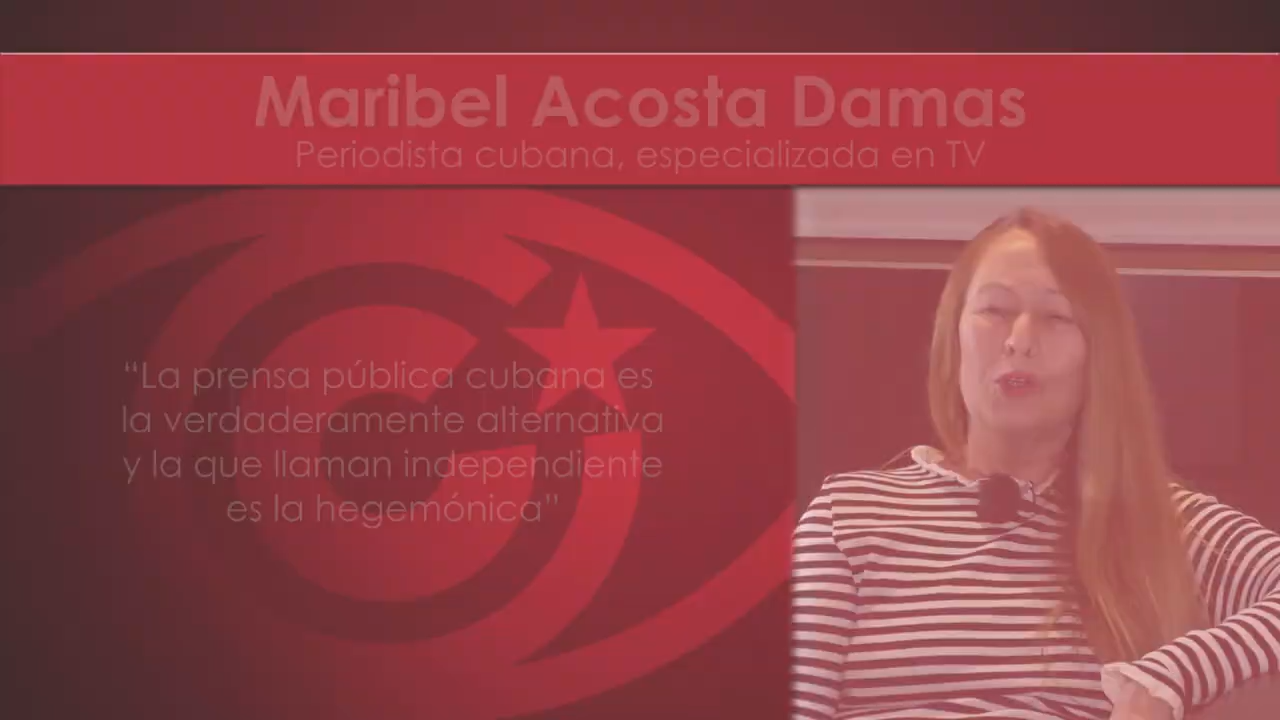 Maribel Acosta Damas
Periodista cubana, especializada en TV
“La prensa pública cubana es
la verdaderamente alternativa
y la que llaman independiente
es la hegemónica”